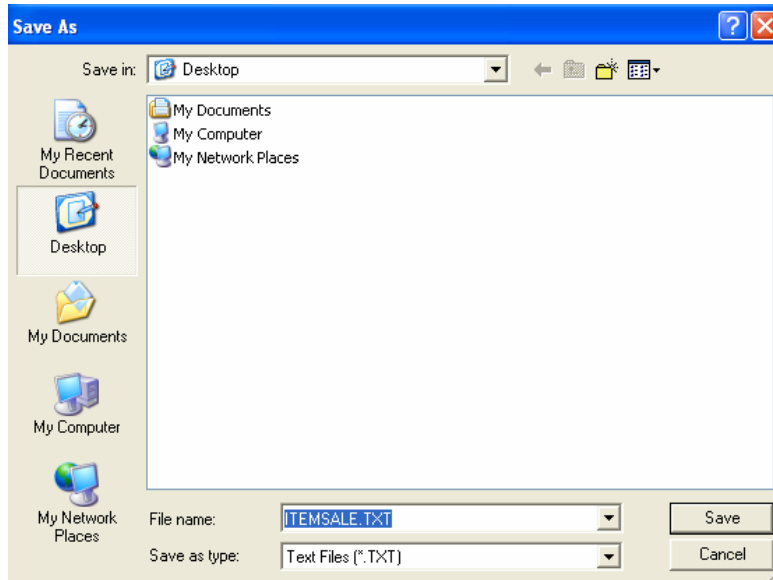 Save As
Save in: Desktop
My Documents
My Computer
My Network Places
My Recent
Documents
Desktop
My Documents
My Computer
My Network
Places
File name: ITEMSALE.TXT Save
Save as type: Text Files (*.TXT) Cancel